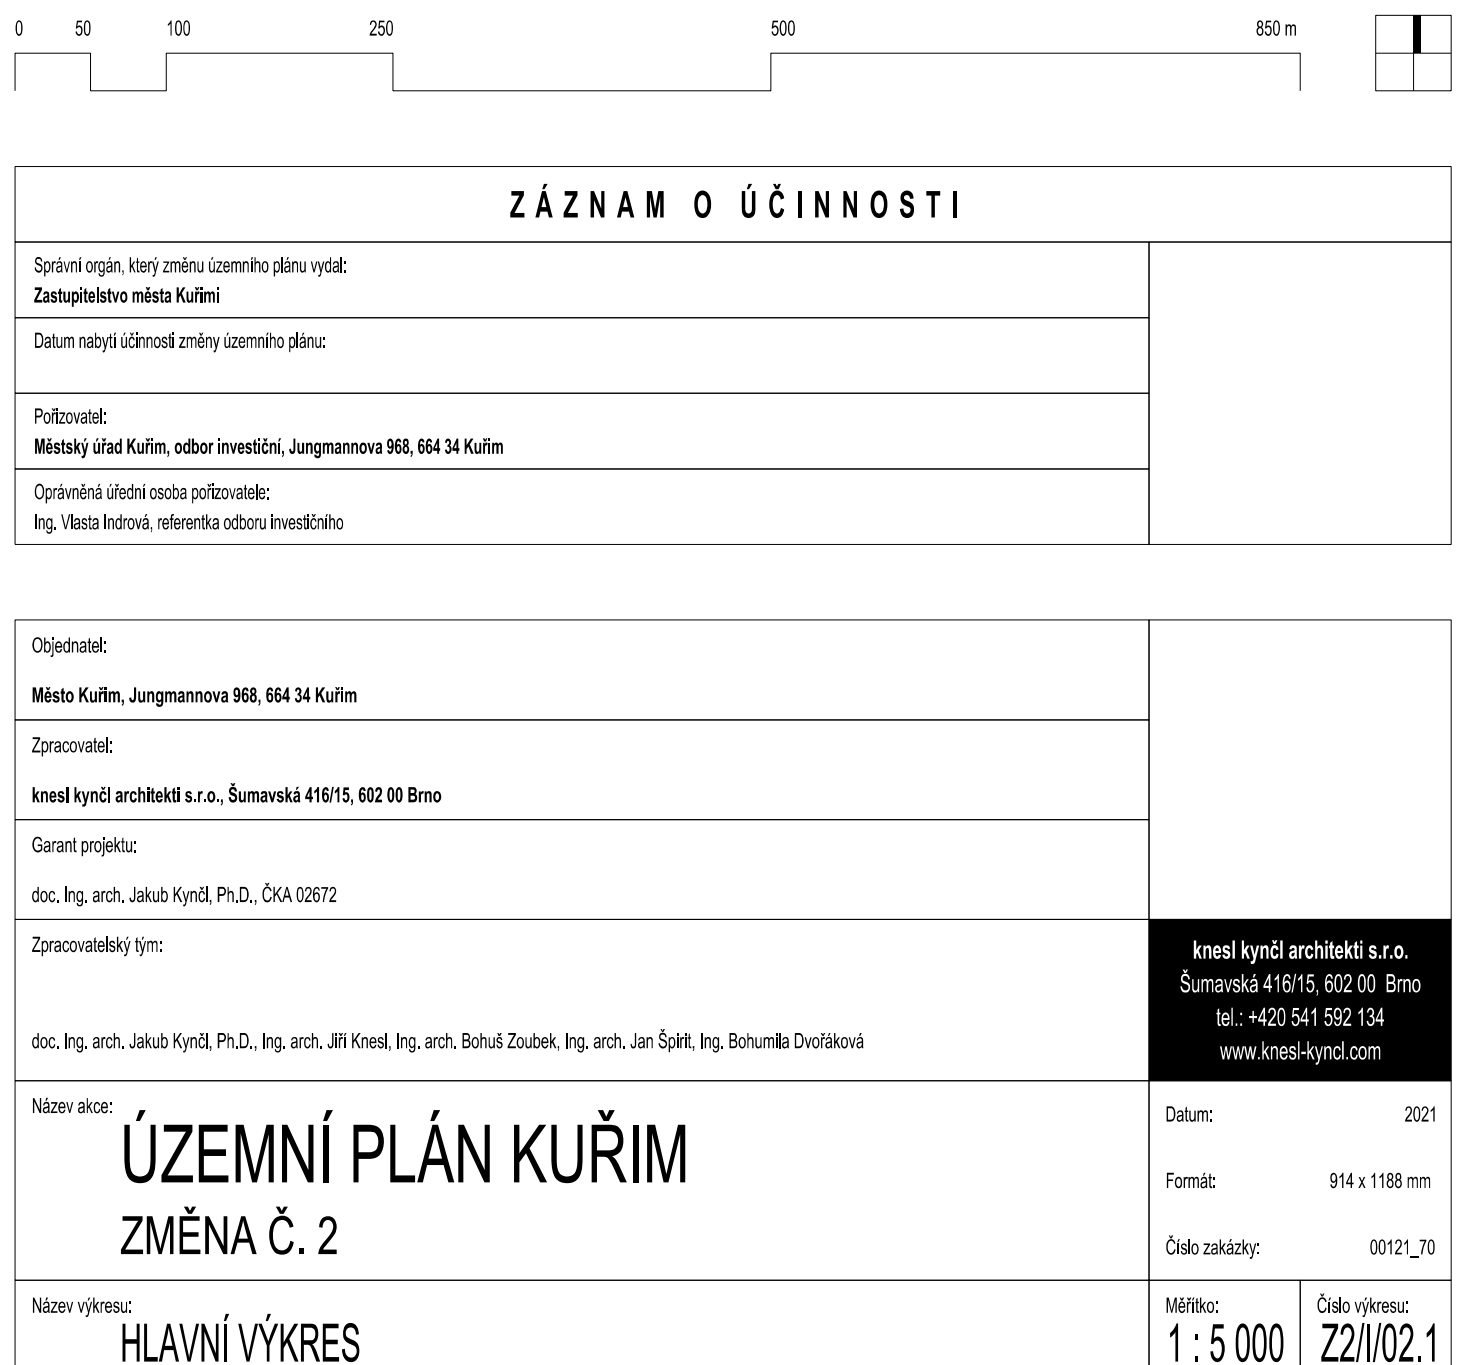 0 50 100 250 500 850 m
ZÁZNAM O ÚČINNOSTI
Správní orgán, který změnu územního plánu vydal:
Zastupitelstvo města Kuřimi
Datum nabytí účinnosti změny územního plánu:
Pořizovatel:
Městský úřad Kuřim, odbor investiční, Jungmannova 968, 664 34 Kuřim
Oprávněná úřední osoba pořizovatele:
Ing. Vlasta Indrová, referentka odboru investičního
Objednatel:
Město Kuřim, Jungmannova 968, 664 34 Kuřim
Zpracovatel:
knesl kynčl architekti s.r.o., Šumavská 416/15, 602 00 Brno
Garant projektu:
doc. Ing. arch. Jakub Kynčl, Ph.D., ČKA 02672
Zpracovatelský tým:
doc. Ing. arch. Jakub Kynčl, Ph.D., Ing. arch. Jiří Knesl, Ing. arch. Bohuš Zoubek, Ing. arch. Jan Špirit, Ing. Bohumila Dvořáková
knesl kynčl architekti s.r.o.
Šumavská 416/15, 602 00 Brno
tel.: +420 541 592 134
www.knesl-kyncl.com
Název akce:
ÚZEMNÍ PLÁN KUŘIM
ZMĚNA Č. 2
Datum: 2021
Formát: 914 x 1188 mm
Číslo zakázky: 00121_70
Název výkresu:
HLAVNÍ VÝKRES
Měřítko:
1 : 5 000
Číslo výkresu:
Z2/I/02.1